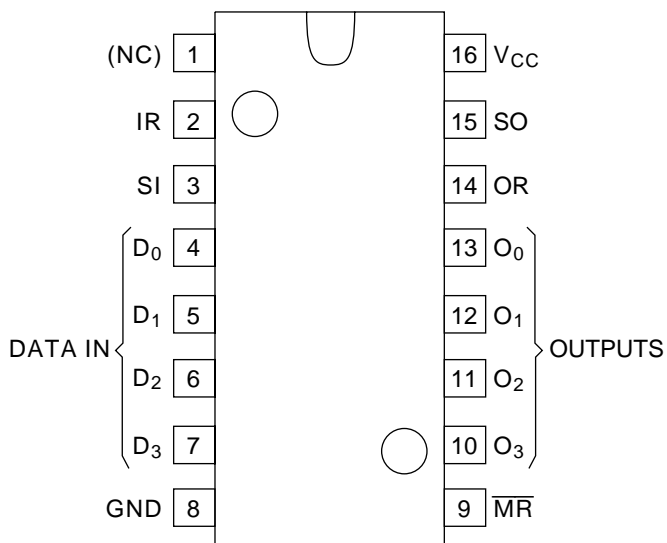 (NC) 1 16 VCC
IR 2 15 SO
SI 3 14 OR
D0 4 13 O0
D1 5 12 O1
DATA IN OUTPUTS
D2 6 11 O2
D3 7 10 O3
GND 8 9 M̅R̅